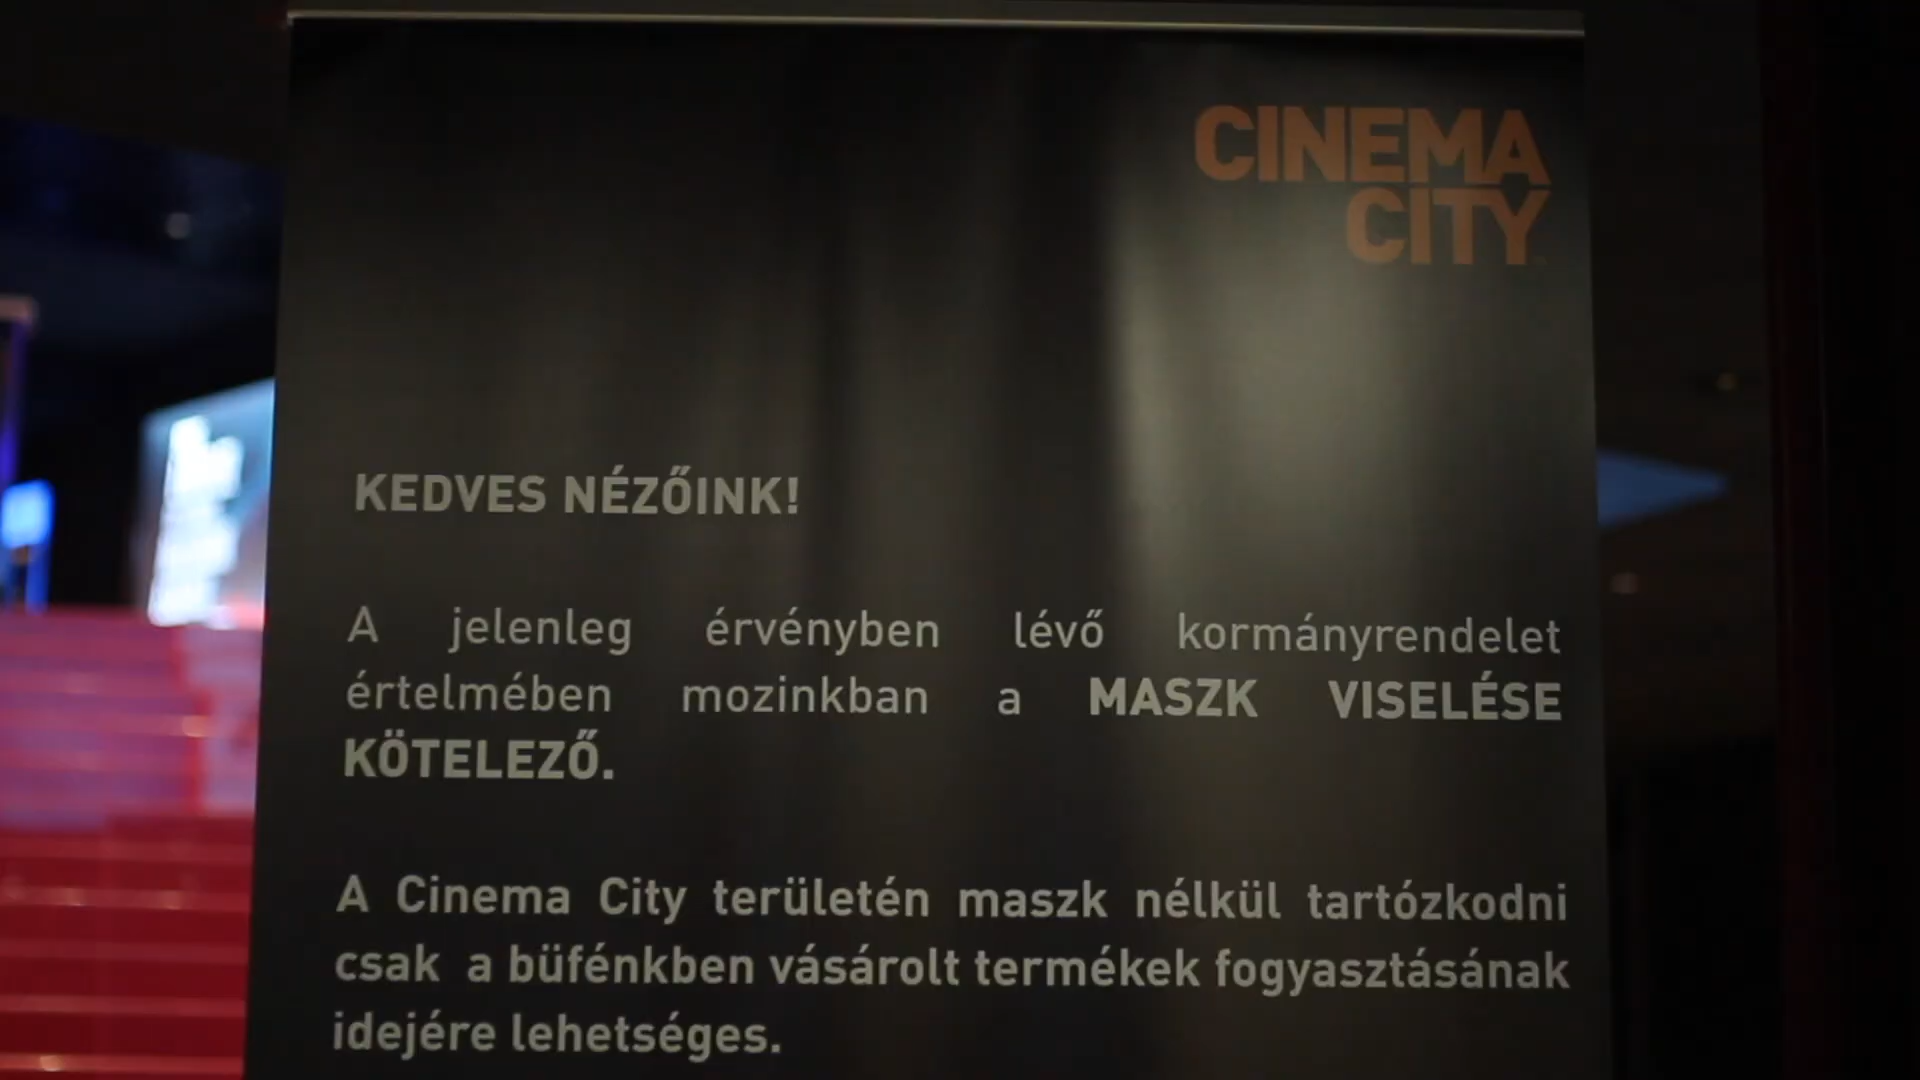 CINEMA
CITY
KEDVES NÉZŐINK!
A jelenleg érvényben lévő kormányrendelet
értelmében mozinkban a MASZK VISELÉSE
KÖTELEZŐ.
A Cinema City területén maszk nélkül tartózkodni
csak a büfénkben vásárolt termékek fogyasztásának
idejére lehetséges.